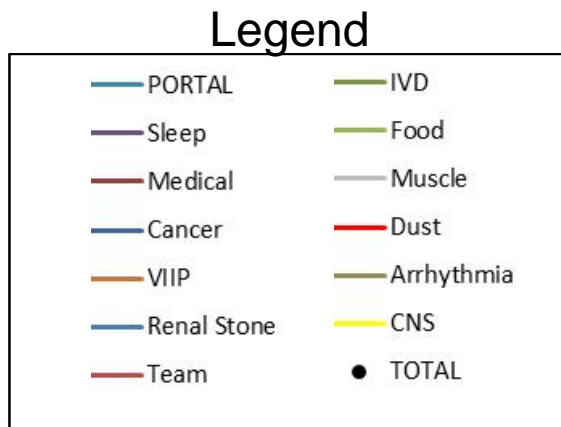 Legend
PORTAL
Sleep
Medical
Cancer
VIIP
Renal Stone
Team
IVD
Food
Muscle
Dust
Arrhythmia
CNS
TOTAL